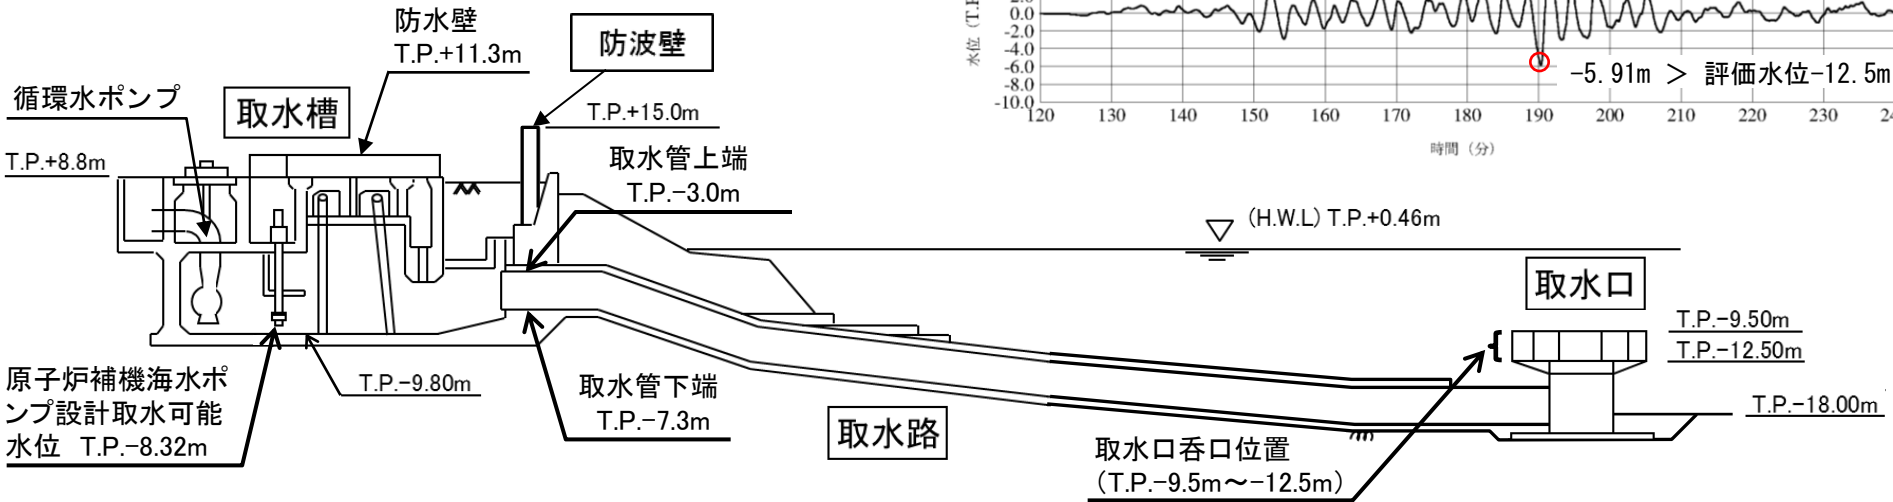 防水壁
T.P.+11.3m
防波壁
循環水ポンプ
取水槽
T.P.+15.0m
T.P.+8.8m
取水管上端
T.P.-3.0m
(H.W.L) T.P.+0.46m
取水口
T.P.-9.50m
T.P.-12.50m
原子炉補機海水ポ
ンプ設計取水可能
水位 T.P.-8.32m
T.P.-9.80m
取水管下端
T.P.-7.3m
取水路
取水口呑口位置
(T.P.-9.5m～-12.5m)
T.P.-18.00m
水位(T.P.
0.0
-2.0
-4.0
-6.0
-8.0
-10.0
-5.91m ＞ 評価水位-12.5m
120 130 140 150 160 170 180 190 200 210 220 230
時間（分）